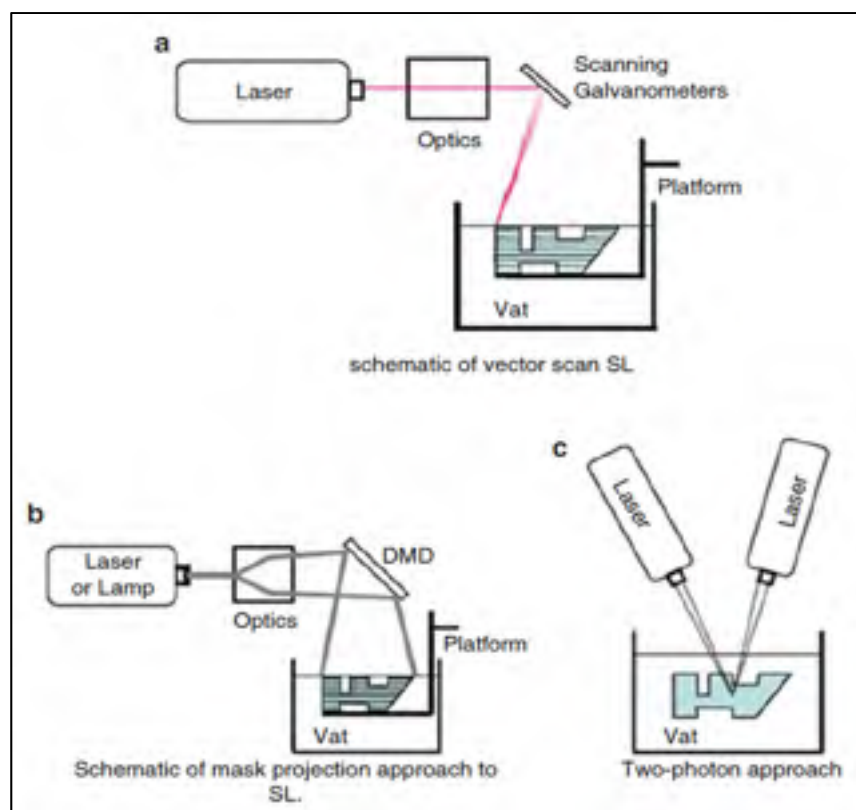 a
Laser
Optics
Scanning
Galvanometers
Platform
Vat
schematic of vector scan SL
b
Laser
or Lamp
Optics
DMD
Platform
Vat
Schematic of mask projection approach to
SL.
c
Laser
Laser
Vat
Two-photon approach